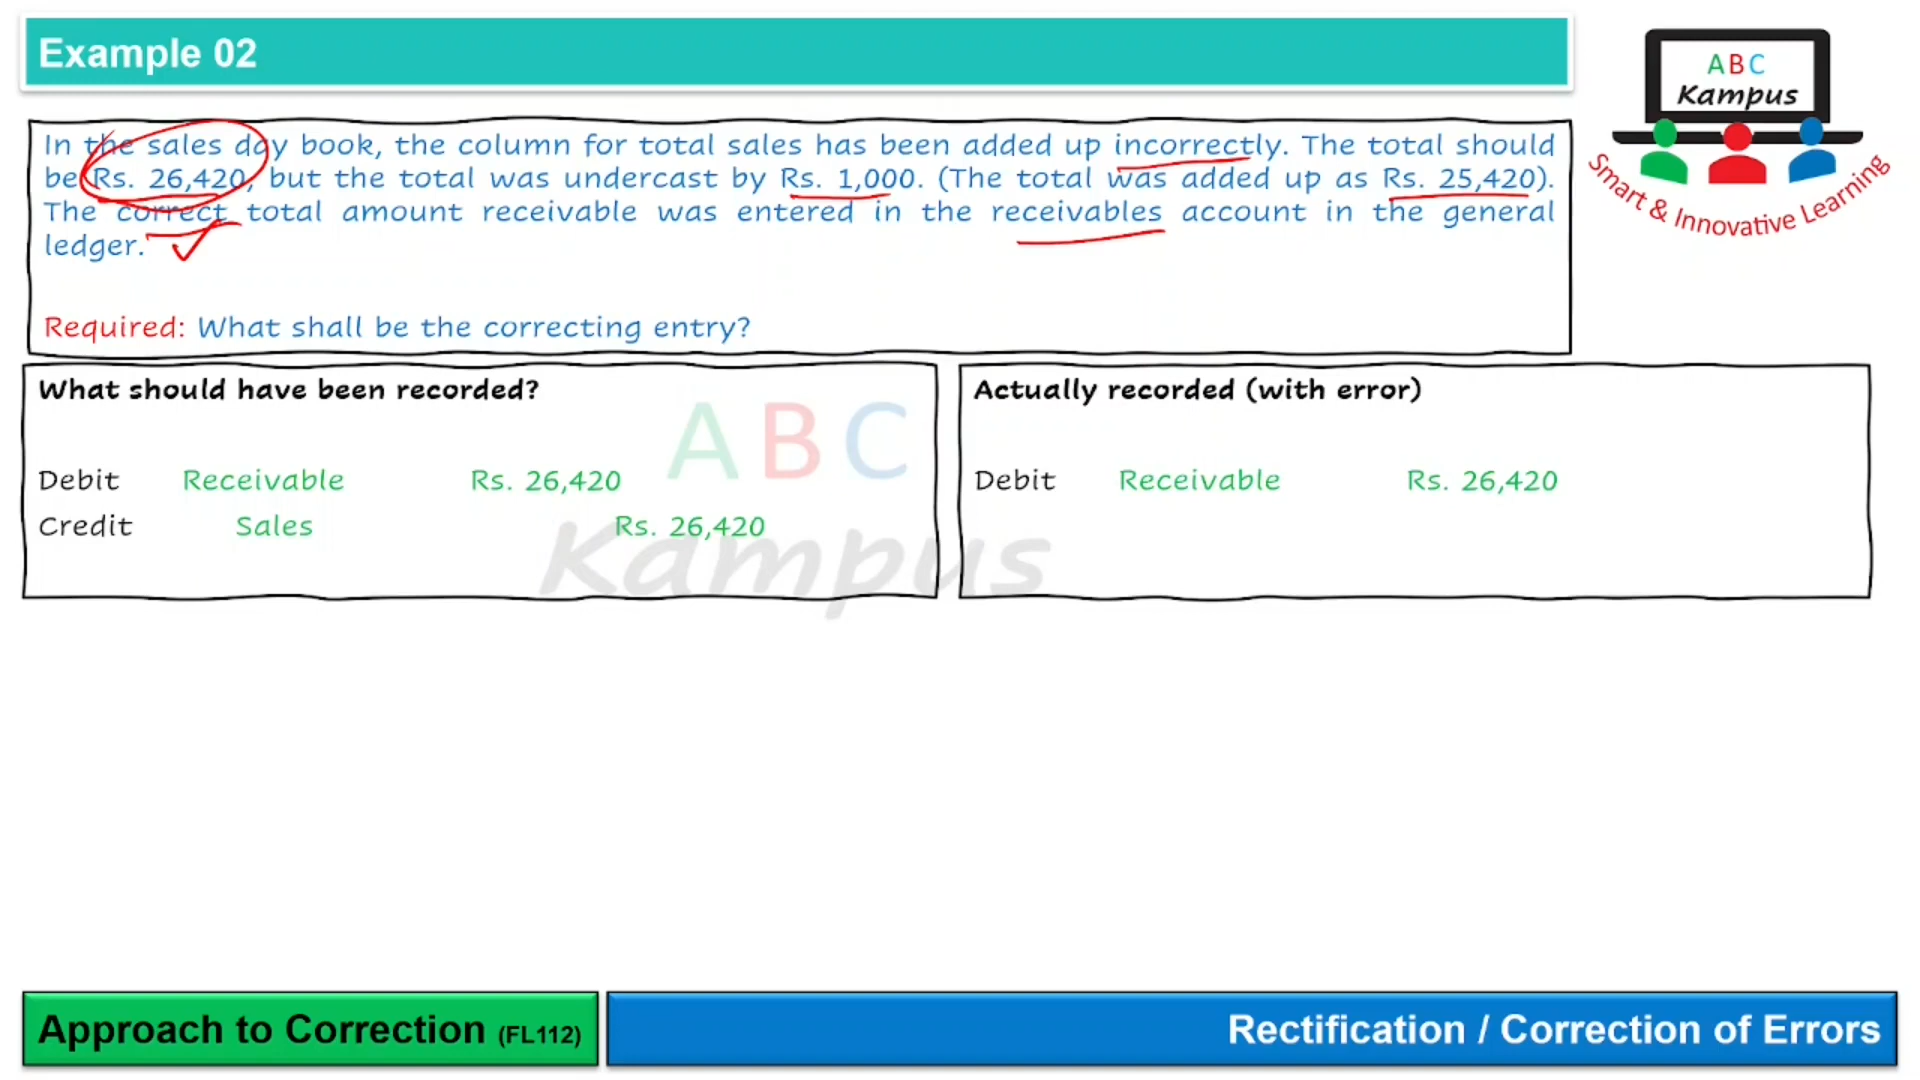 Example 02
ABC
Kampus
Smart & Innovative Learning
In the sales day book, the column for total sales has been added up incorrectly. The total should
be Rs. 26,420, but the total was undercast by Rs. 1,000. (The total was added up as Rs. 25,420).
The correct total amount receivable was entered in the receivables account in the general
ledger.
Required: What shall be the correcting entry?
What should have been recorded?
Debit Receivable Rs. 26,420
Credit Sales Rs. 26,420
Actually recorded (with error)
Debit Receivable Rs. 26,420
ABC
Kampus
Approach to Correction (FL112)
Rectification / Correction of Errors